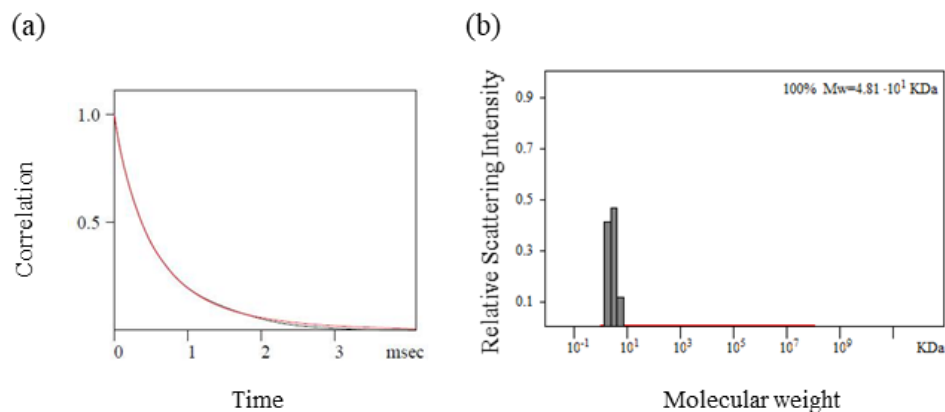 (a)
Correlation
1.0
0.5
0 1 2 3 msec
Time
(b)
Relative Scattering Intensity
100% Mw=4.81 ·10¹ KDa
0.9
0.7
0.5
0.3
0.1
10⁻¹ 10¹ 10³ 10⁵ 10⁷ 10⁹ KDa
Molecular weight